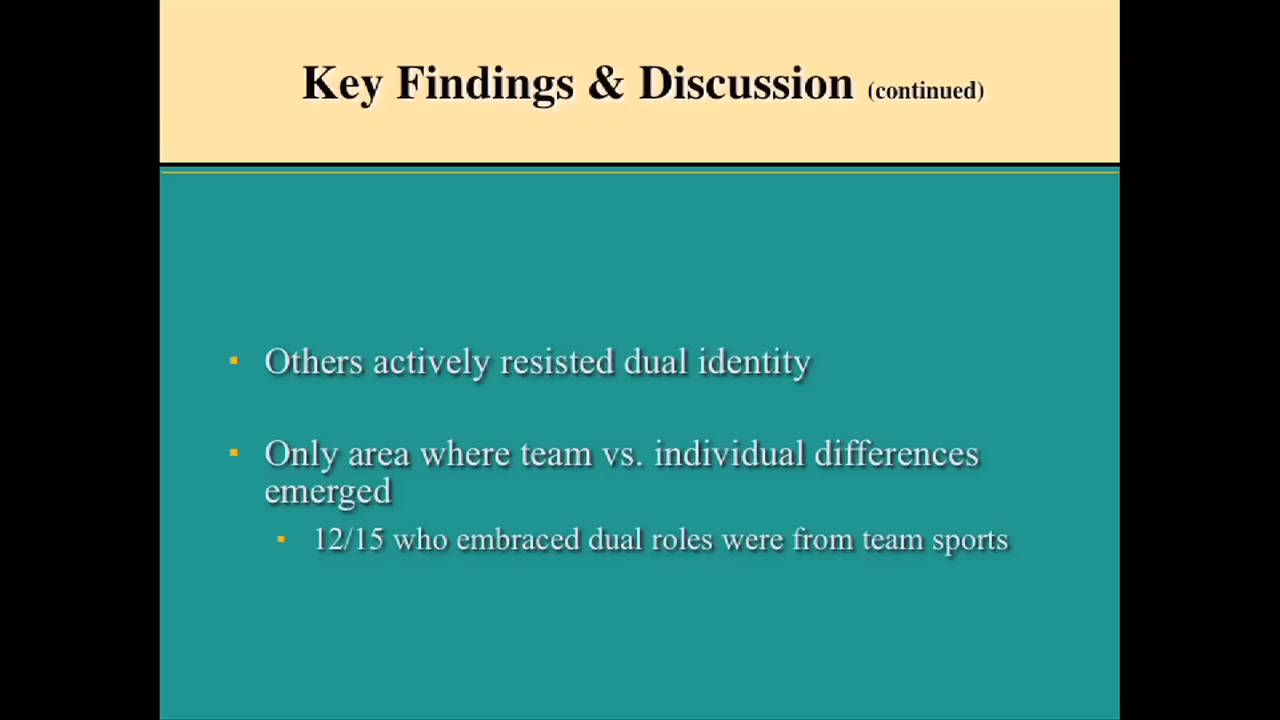 Key Findings & Discussion (continued)
Others actively resisted dual identity
Only area where team vs. individual differences
emerged
12/15 who embraced dual roles were from team sports